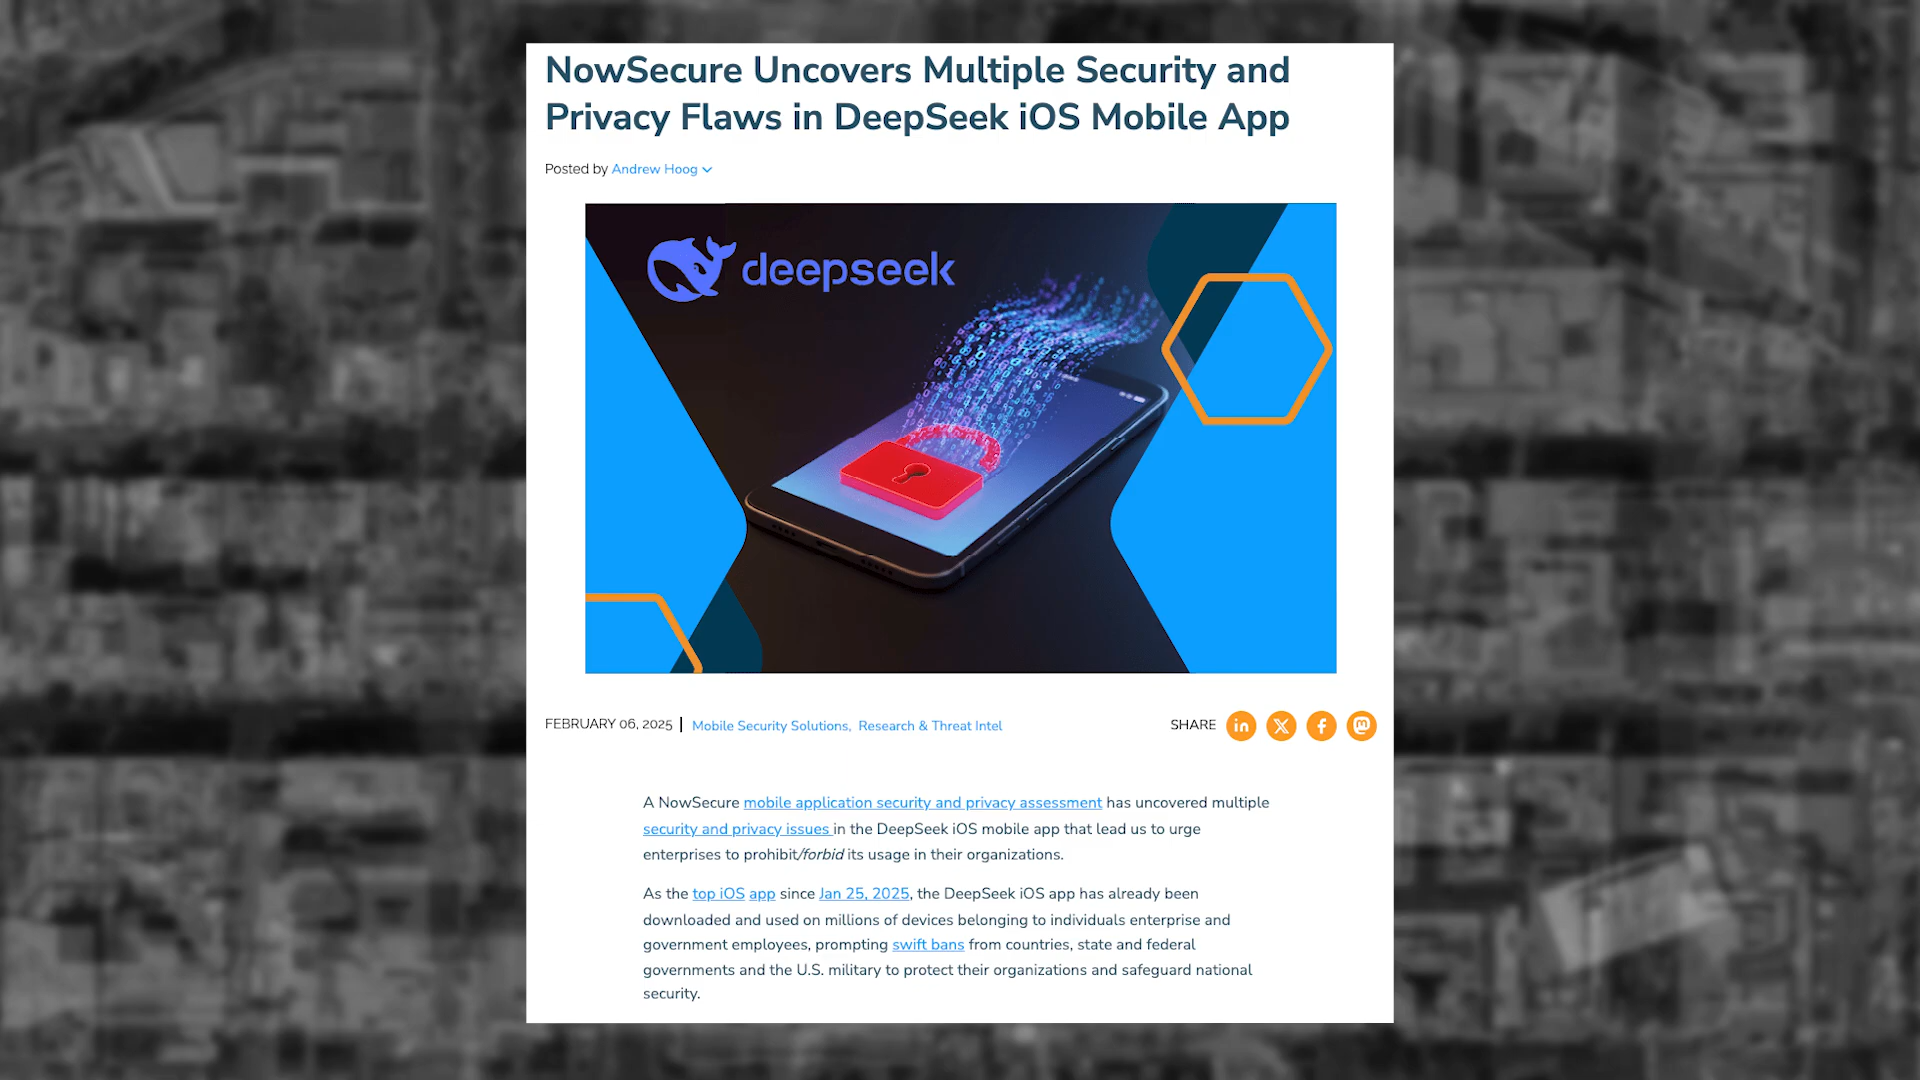 NowSecure Uncovers Multiple Security and
Privacy Flaws in DeepSeek iOS Mobile App
Posted by Andrew Hoog
deepseek
FEBRUARY 06, 2025 | Mobile Security Solutions, Research & Threat Intel
SHARE
A NowSecure mobile application security and privacy assessment has uncovered multiple
security and privacy issues in the DeepSeek iOS mobile app that lead us to urge
enterprises to prohibit/forbid its usage in their organizations.
As the top iOS app since Jan 25, 2025, the DeepSeek iOS app has already been
downloaded and used on millions of devices belonging to individuals enterprise and
government employees, prompting swift bans from countries, state and federal
governments and the U.S. military to protect their organizations and safeguard national
security.